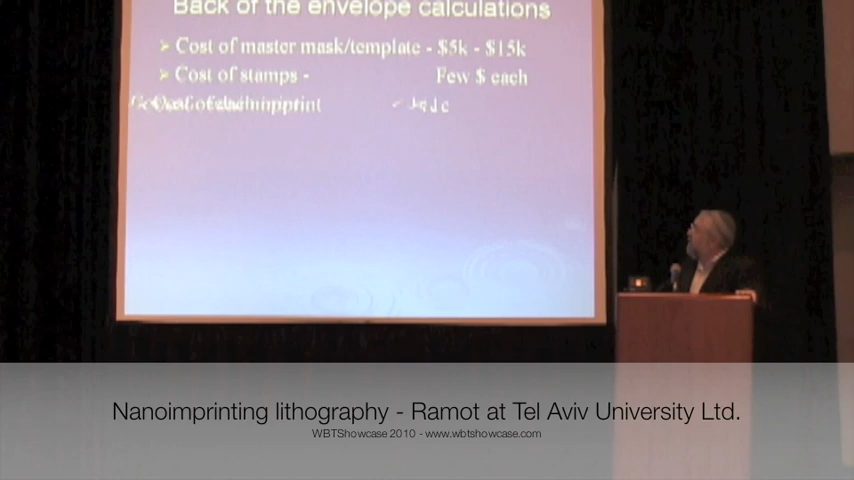 Back of the envelope calculations
Cost of master mask/template - $5k - $15k
Cost of stamps - Few $ each
imprint
Nanoimprinting lithography - Ramot at Tel Aviv University Ltd.
WBTShowcase 2010 - www.wbtshowcase.com